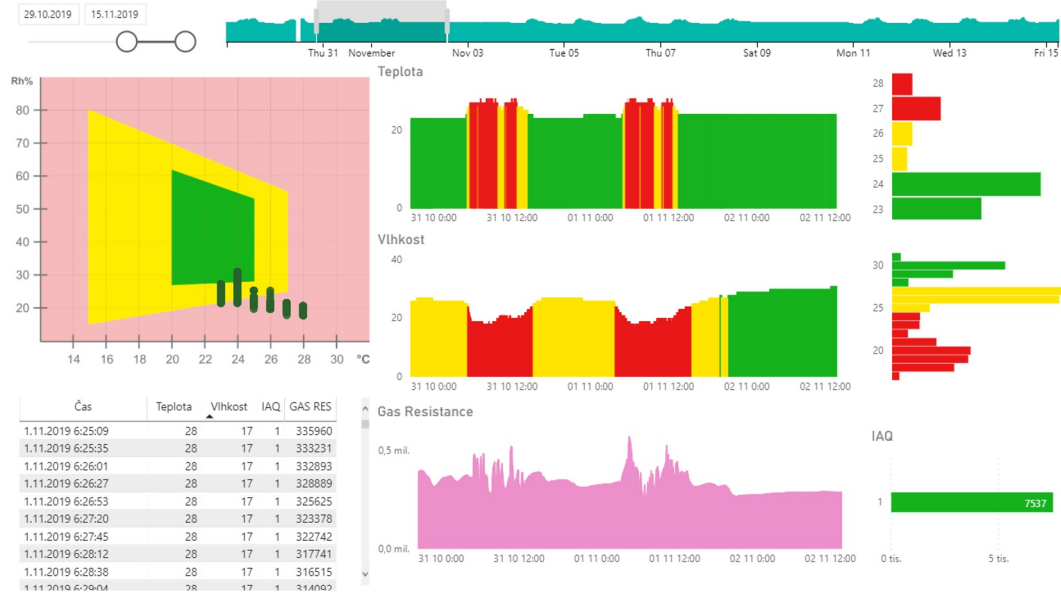 29.10.2019 15.11.2019
Thu 31 November Nov 03 Tue 05 Thu 07 Sat 09 Mon 11 Wed 13 Fri 15
Rh%
80
70
60
50
40
30
20
14 16 18 20 22 24 26 28 30 °C
Teplota
20
0
31 10 0:00 31 10 12:00 01 11 0:00 01 11 12:00 02 11 0:00 02 11 12:00
28
27
26
25
24
23
Vlhkost
40
20
0
31 10 0:00 31 10 12:00 01 11 0:00 01 11 12:00 02 11 0:00 02 11 12:00
30
25
20
Čas Teplota Vlhkost IAQ GAS RES
1.11.2019 6:25:09 28 17 1 335960
1.11.2019 6:25:35 28 17 1 333231
1.11.2019 6:26:01 28 17 1 332893
1.11.2019 6:26:27 28 17 1 328889
1.11.2019 6:26:53 28 17 1 325625
1.11.2019 6:27:20 28 17 1 323378
1.11.2019 6:27:45 28 17 1 322742
1.11.2019 6:28:12 28 17 1 317741
1.11.2019 6:28:38 28 17 1 316515
1.11.2019 6:29:04 28 17 1 314092
Gas Resistance
0,5 mil.
0,0 mil.
31 10 0:00 31 10 12:00 01 11 0:00 01 11 12:00 02 11 0:00 02 11 12:00
IAQ
1 7537
0 tis. 5 tis.